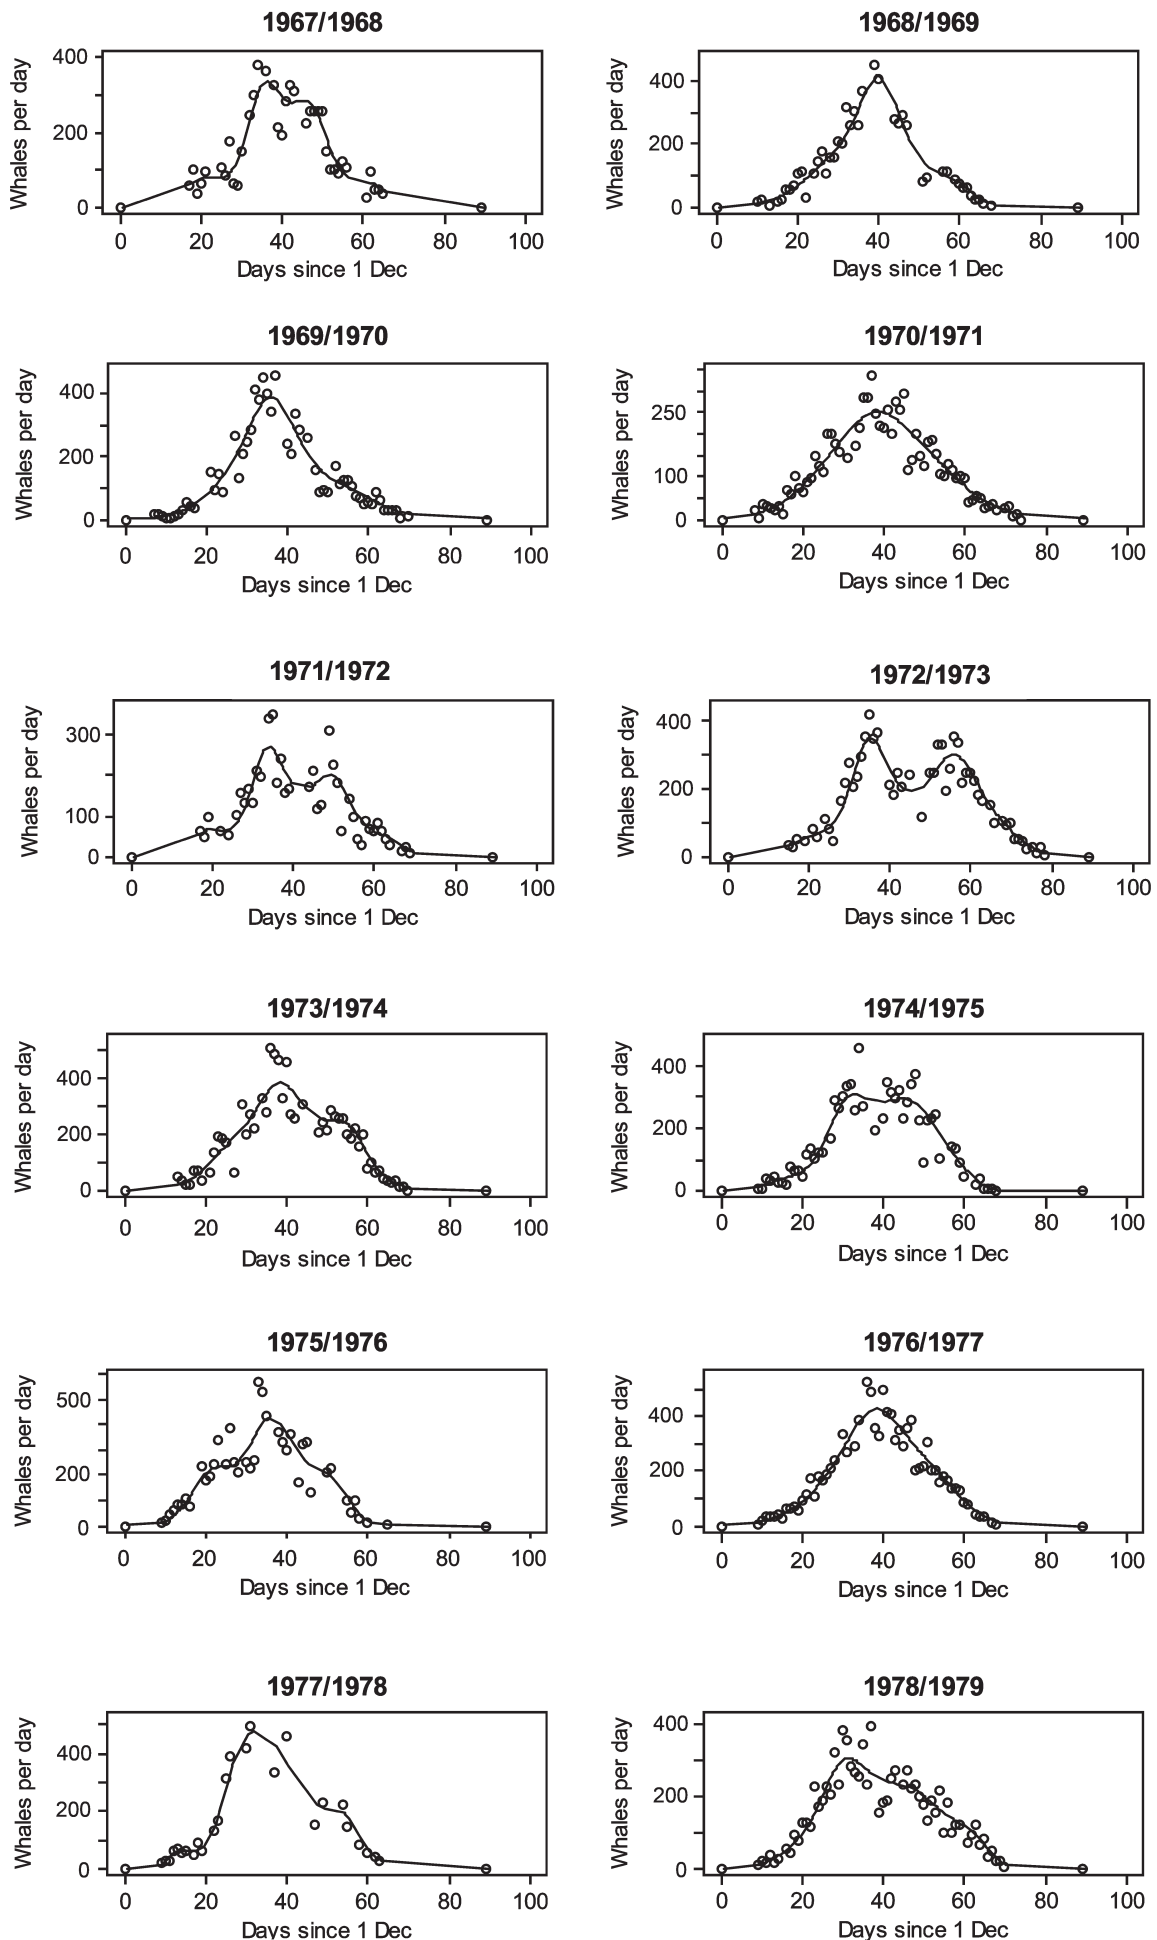 1967/1968
1968/1969
Whales per day
400
200
0
0 20 40 60 80 100
Days since 1 Dec
Whales per day
400
200
0
0 20 40 60 80 100
Days since 1 Dec
1969/1970
1970/1971
Whales per day
400
200
0
0 20 40 60 80 100
Days since 1 Dec
Whales per day
250
100
0
0 20 40 60 80 100
Days since 1 Dec
1971/1972
1972/1973
Whales per day
300
100
0
0 20 40 60 80 100
Days since 1 Dec
Whales per day
400
200
0
0 20 40 60 80 100
Days since 1 Dec
1973/1974
1974/1975
Whales per day
400
200
0
0 20 40 60 80 100
Days since 1 Dec
Whales per day
400
200
0
0 20 40 60 80 100
Days since 1 Dec
1975/1976
1976/1977
Whales per day
500
200
0
0 20 40 60 80 100
Days since 1 Dec
Whales per day
400
200
0
0 20 40 60 80 100
Days since 1 Dec
1977/1978
1978/1979
Whales per day
400
200
0
0 20 40 60 80 100
Days since 1 Dec
Whales per day
400
200
0
0 20 40 60 80 100
Days since 1 Dec